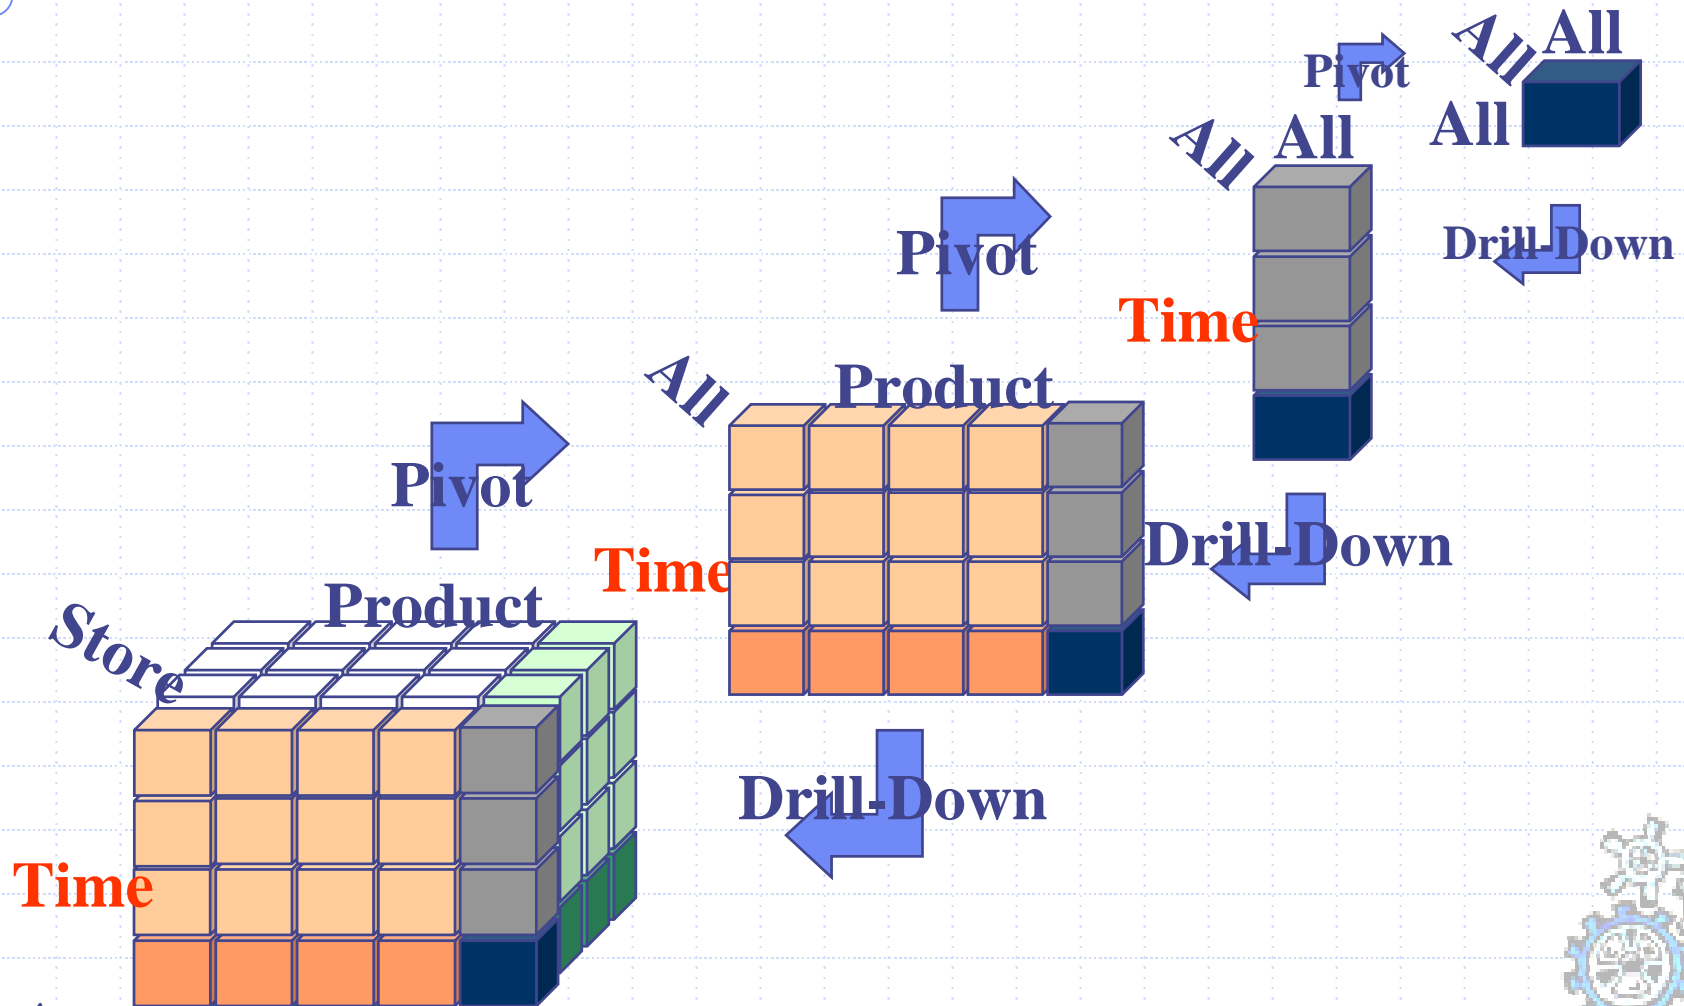 All
All
Pivot
All
All
All
Pivot
Drill-Down
Time
All
Product
Pivot
Drill-Down
Time
Product
Store
Drill-Down
Time